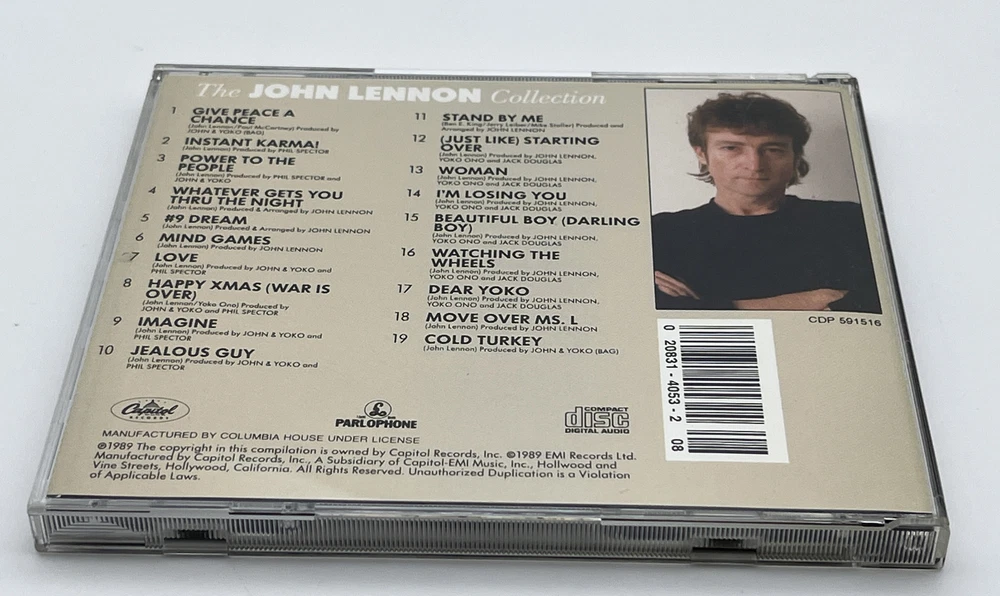 The JOHN LENNON Collection
1 GIVE PEACE A
CHANCE
(John Lennon/Paul McCartney) Produced by
JOHN & YOKO (BAG)
2 INSTANT KARMA!
(John Lennon) Produced by PHIL SPECTOR
3 POWER TO THE
PEOPLE
(John Lennon) Produced by PHIL SPECTOR and
JOHN & YOKO
4 WHATEVER GETS YOU
THRU THE NIGHT
(John Lennon) Produced & Arranged by JOHN LENNON
5 #9 DREAM
(John Lennon) Produced & Arranged by JOHN LENNON
6 MIND GAMES
(John Lennon) Produced by JOHN LENNON
7 LOVE
(John Lennon) Produced by JOHN & YOKO and
PHIL SPECTOR
8 HAPPY XMAS (WAR IS
OVER)
(John Lennon/Yoko Ono) Produced by
JOHN & YOKO and PHIL SPECTOR
9 IMAGINE
(John Lennon) Produced by JOHN & YOKO and
PHIL SPECTOR
10 JEALOUS GUY
(John Lennon) Produced by JOHN & YOKO and
PHIL SPECTOR
11 STAND BY ME
(Ben E. King/Jerry Leiber/Mike Stoller) Produced and
Arranged by JOHN LENNON
12 (JUST LIKE) STARTING
OVER
(John Lennon) Produced by JOHN LENNON,
YOKO ONO and JACK DOUGLAS
13 WOMAN
(John Lennon) Produced by JOHN LENNON,
YOKO ONO and JACK DOUGLAS
14 I'M LOSING YOU
(John Lennon) Produced by JOHN LENNON,
YOKO ONO and JACK DOUGLAS
15 BEAUTIFUL BOY (DARLING
BOY)
(John Lennon) Produced by JOHN LENNON,
YOKO ONO and JACK DOUGLAS
16 WATCHING THE
WHEELS
(John Lennon) Produced by JOHN LENNON,
YOKO ONO and JACK DOUGLAS
17 DEAR YOKO
(John Lennon) Produced by JOHN LENNON,
YOKO ONO and JACK DOUGLAS
18 MOVE OVER MS. L
(John Lennon) Produced by JOHN LENNON
19 COLD TURKEY
(John Lennon) Produced by JOHN & YOKO (BAG)
CDP 591516
0 20831 - 4053 - 2 08
Capitol
RECORDS
PARLOPHONE
COMPACT
disc
DIGITAL AUDIO
MANUFACTURED BY COLUMBIA HOUSE UNDER LICENSE
℗1989 The copyright in this compilation is owned by Capitol Records, Inc. ©1989 EMI Records Ltd.
Manufactured by Capitol Records, Inc., A Subsidiary of Capitol-EMI Music, Inc., Hollwood and
Vine Streets, Hollywood, California. All Rights Reserved. Unauthorized Duplication is a Violation
of Applicable Laws.